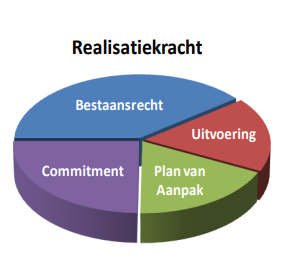 Realisatiekracht
Bestaansrecht
Uitvoering
Commitment
Plan van
Aanpak